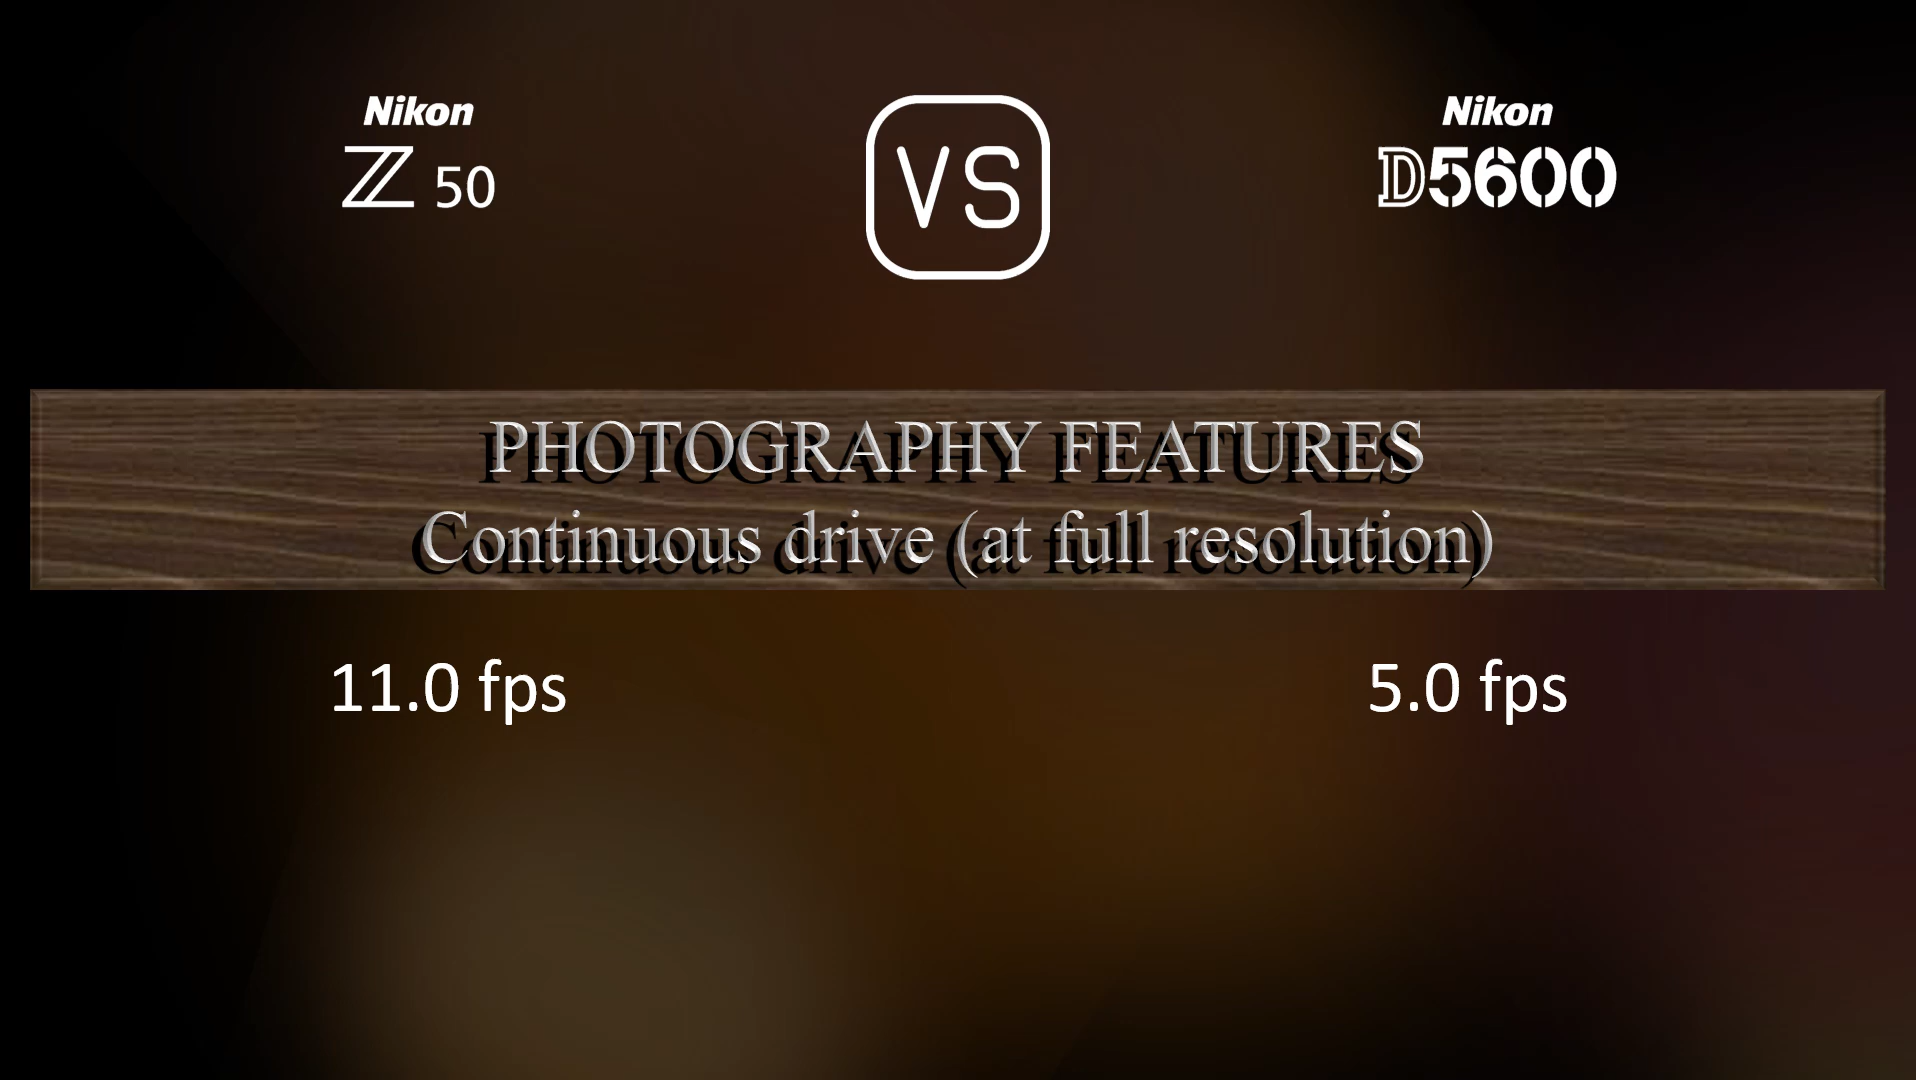 Nikon
Z 50
VS
Nikon
D5600
PHOTOGRAPHY FEATURES
Continuous drive (at full resolution)
11.0 fps
5.0 fps